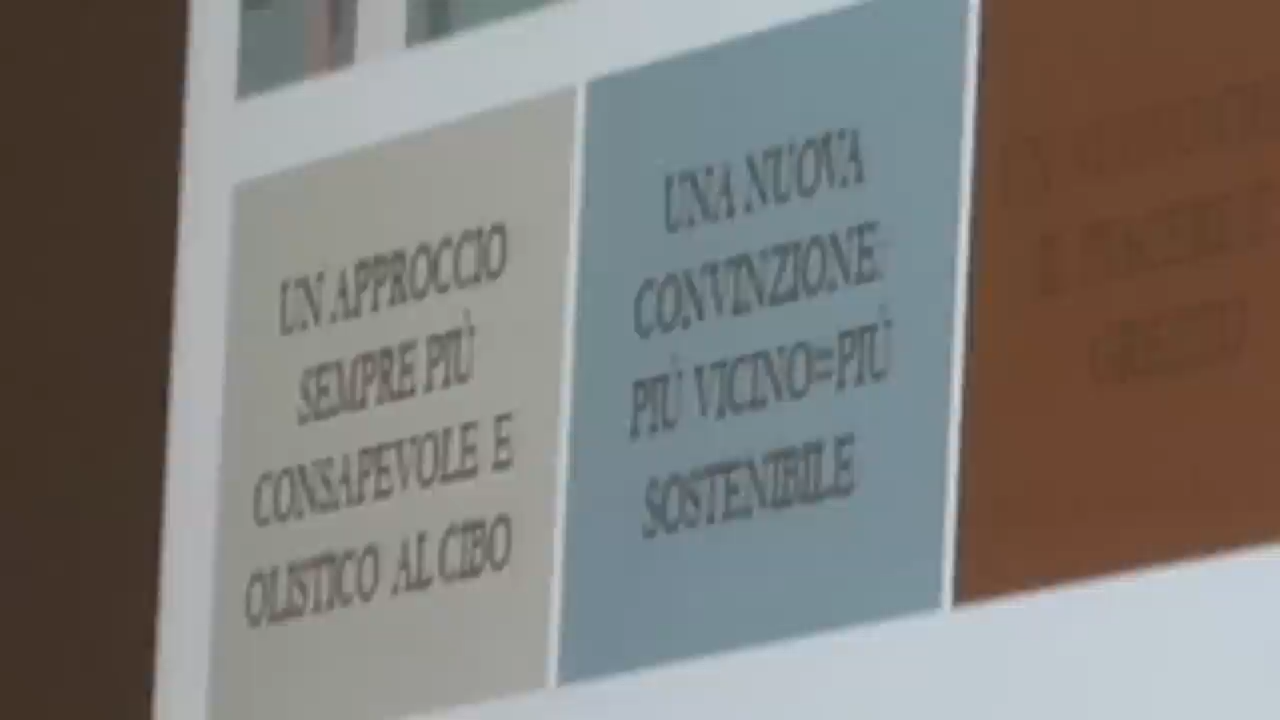 UN APPROCCIO
SEMPRE PIÙ
CONSAPEVOLE E
OLISTICO AL CIBO
UNA NUOVA
CONVINZIONE:
PIÙ VICINO=PIÙ
SOSTENIBILE